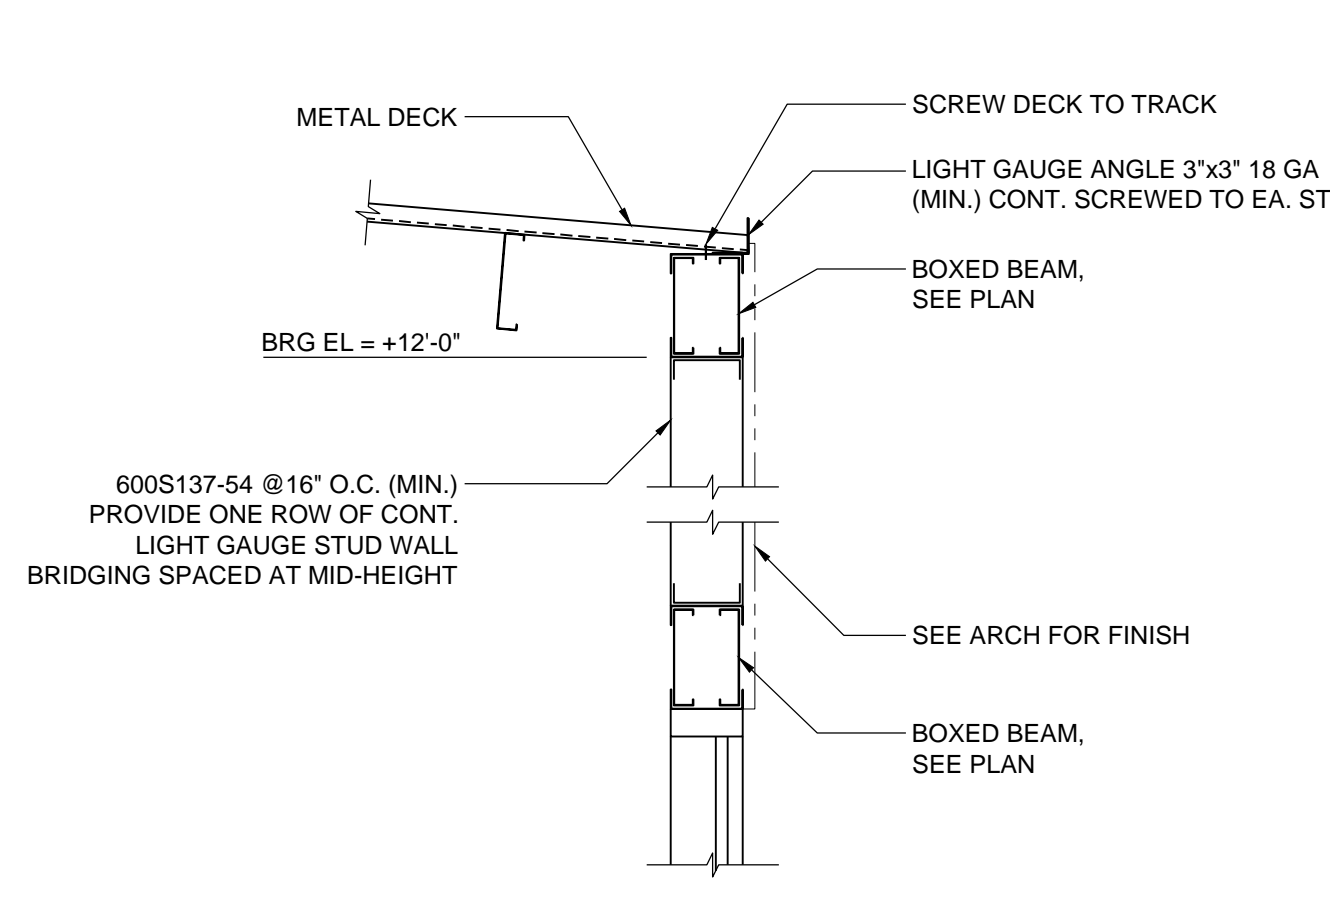 METAL DECK
SCREW DECK TO TRACK
LIGHT GAUGE ANGLE 3"x3" 18 GA
(MIN.) CONT. SCREWED TO EA. ST
BOXED BEAM,
SEE PLAN
BRG EL = +12'-0"
600S137-54 @16" O.C. (MIN.)
PROVIDE ONE ROW OF CONT.
LIGHT GAUGE STUD WALL
BRIDGING SPACED AT MID-HEIGHT
SEE ARCH FOR FINISH
BOXED BEAM,
SEE PLAN